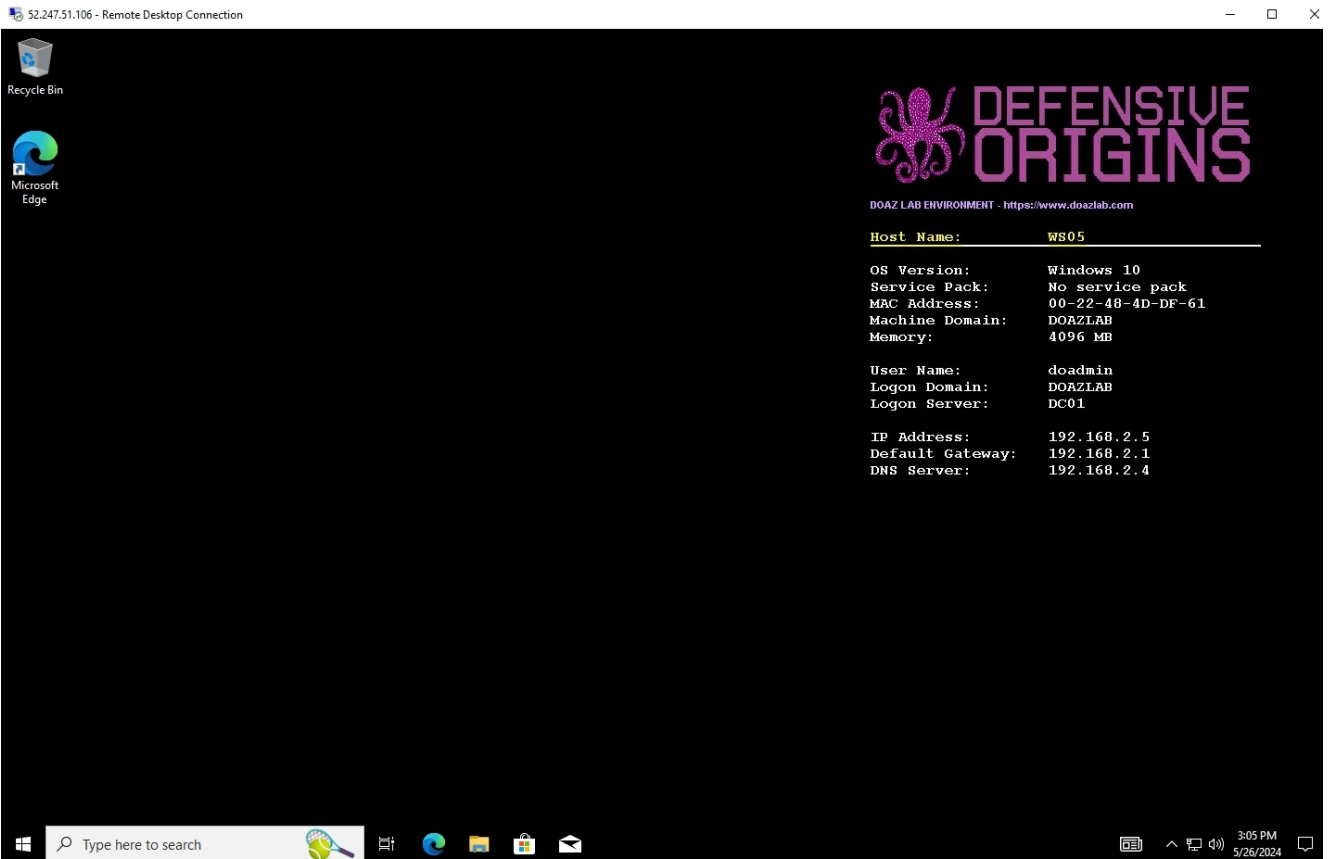 52.247.51.106 - Remote Desktop Connection
Recycle Bin
Microsoft
Edge
DEFENSIVE
ORIGINS
DOAZ LAB ENVIRONMENT - https://www.doazlab.com
Host Name: WS05
OS Version: Windows 10
Service Pack: No service pack
MAC Address: 00-22-48-4D-DF-61
Machine Domain: DOAZLAB
Memory: 4096 MB
User Name: doadmin
Logon Domain: DOAZLAB
Logon Server: DC01
IP Address: 192.168.2.5
Default Gateway: 192.168.2.1
DNS Server: 192.168.2.4
Type here to search
3:05 PM
5/26/2024